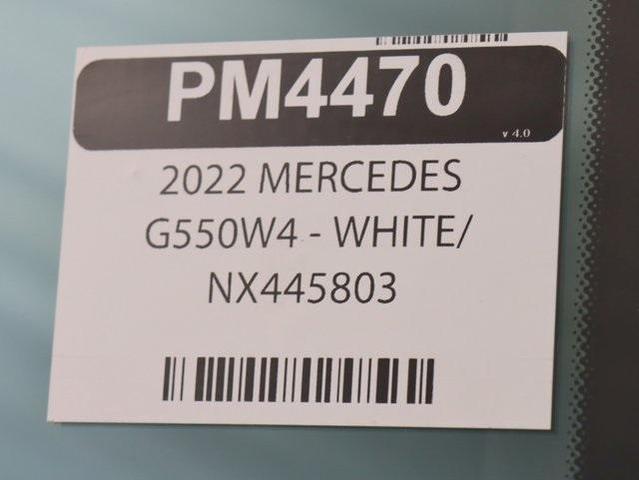 PM4470
v 4.0
2022 MERCEDES
G550W4 - WHITE/
NX445803